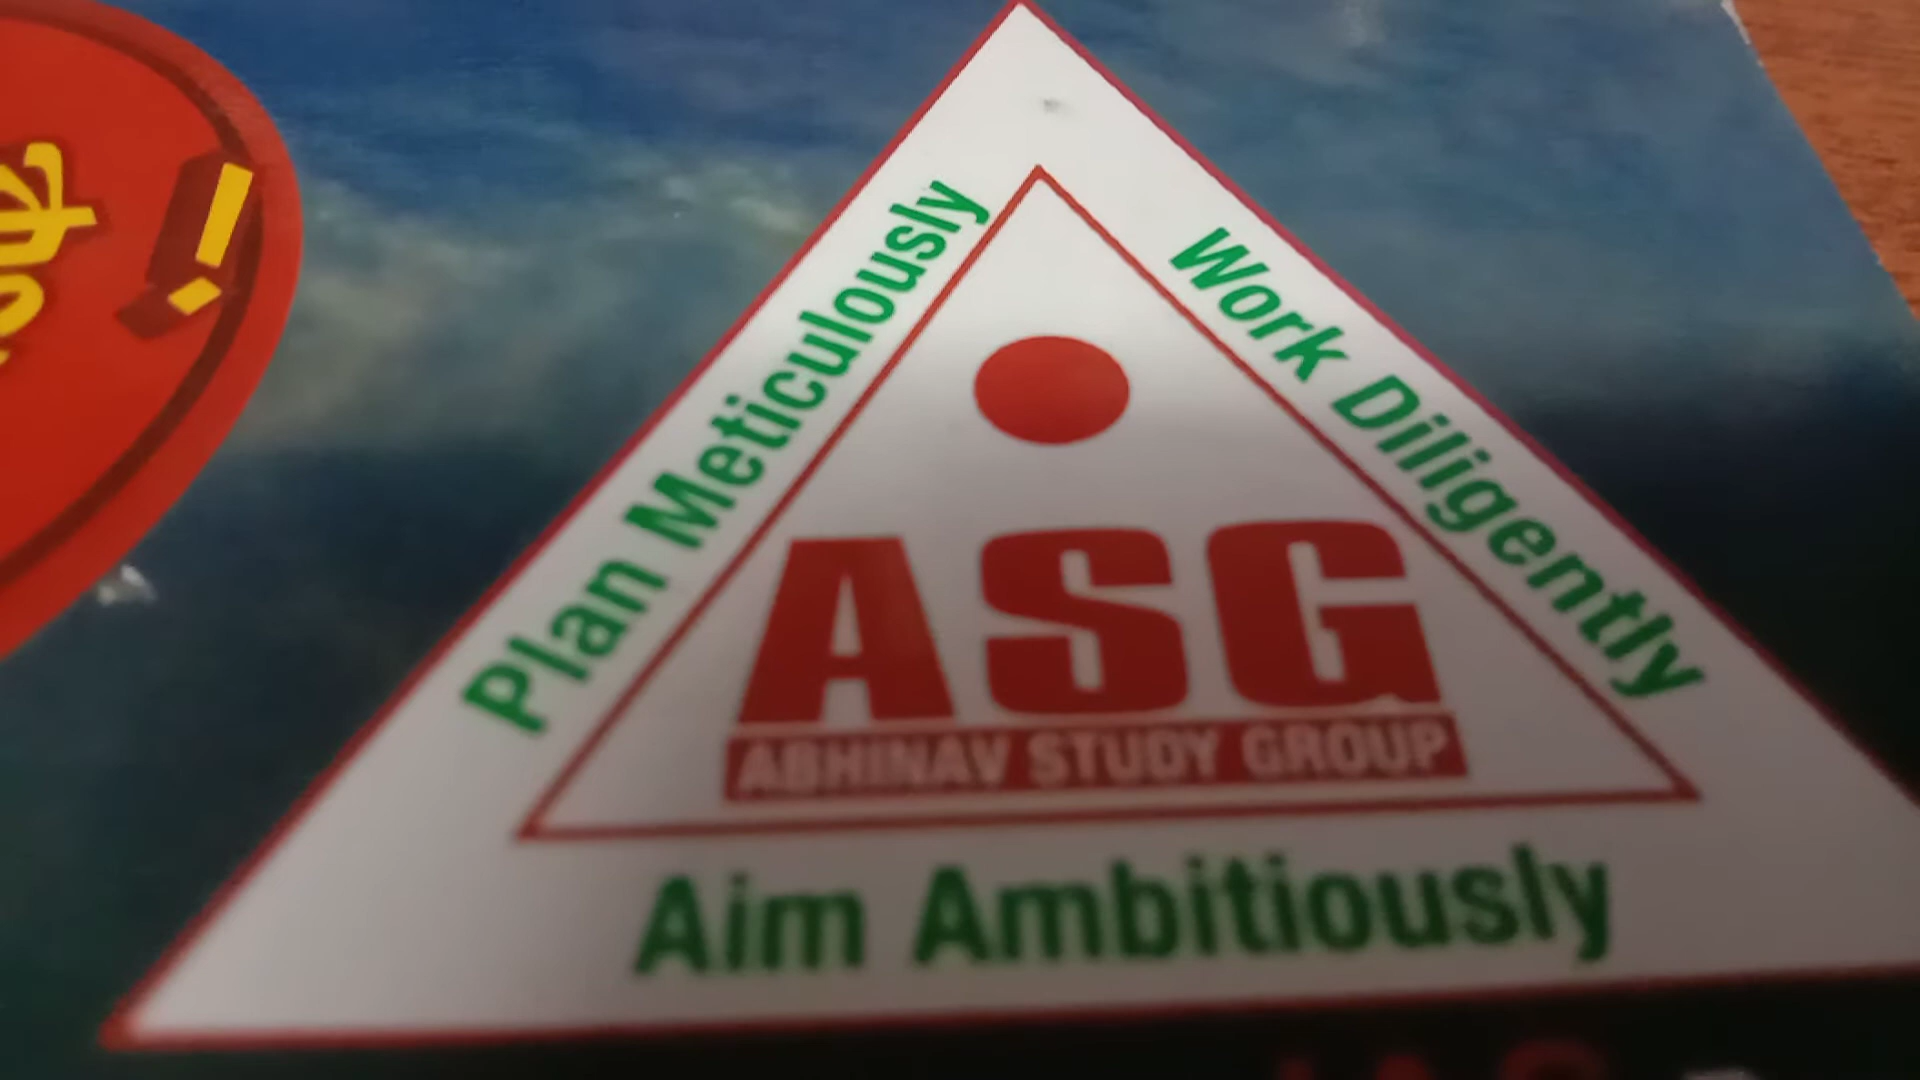 Plan Meticulously
Work Diligently
ASG
ABHINAV STUDY GROUP
Aim Ambitiously